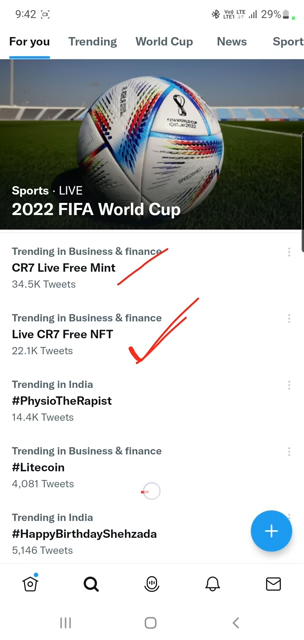 9:42 29%
For you Trending World Cup News Sport
Sports · LIVE
2022 FIFA World Cup
Trending in Business & finance
CR7 Live Free Mint
34.5K Tweets
Trending in Business & finance
Live CR7 Free NFT
22.1K Tweets
Trending in India
#PhysioTheRapist
14.4K Tweets
Trending in Business & finance
#Litecoin
4,081 Tweets
Trending in India
#HappyBirthdayShehzada
5,146 Tweets